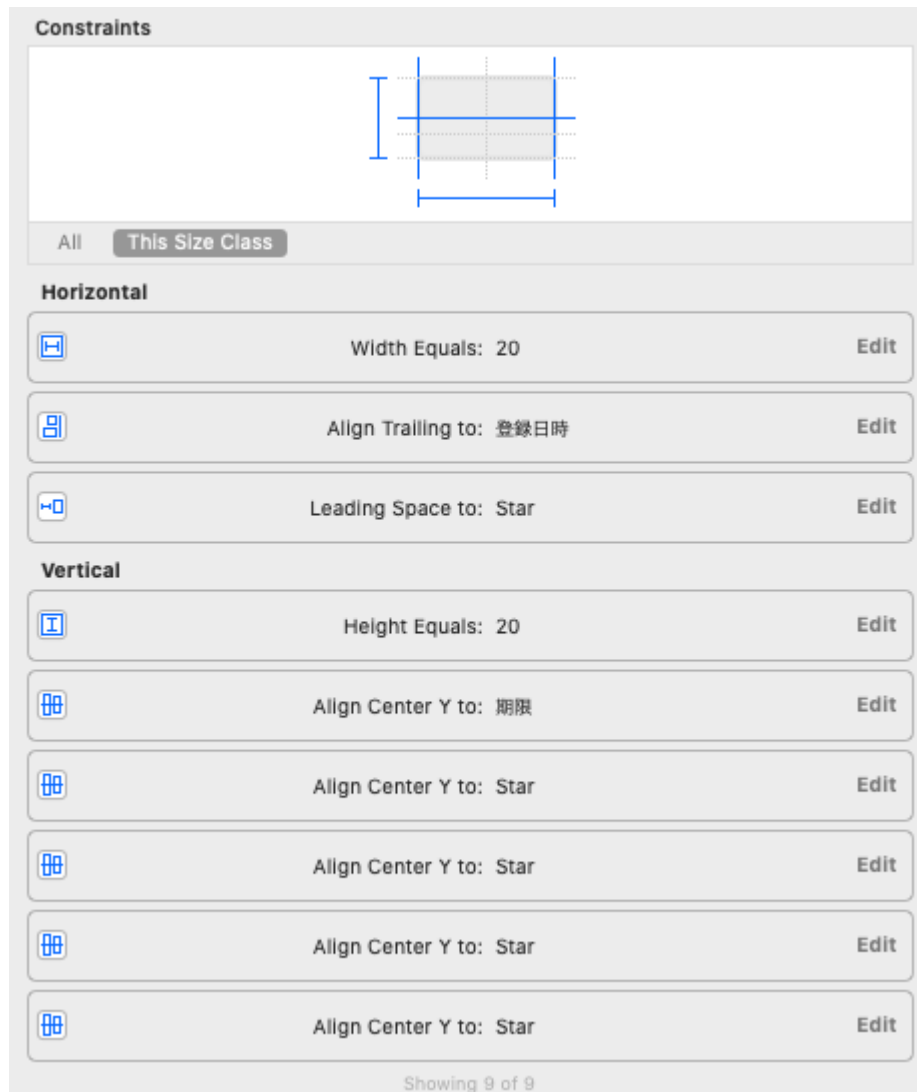 Constraints
All This Size Class
Horizontal
Width Equals: 20 Edit
Align Trailing to: 登録日時 Edit
Leading Space to: Star Edit
Vertical
Height Equals: 20 Edit
Align Center Y to: 期限 Edit
Align Center Y to: Star Edit
Align Center Y to: Star Edit
Align Center Y to: Star Edit
Align Center Y to: Star Edit
Showing 9 of 9